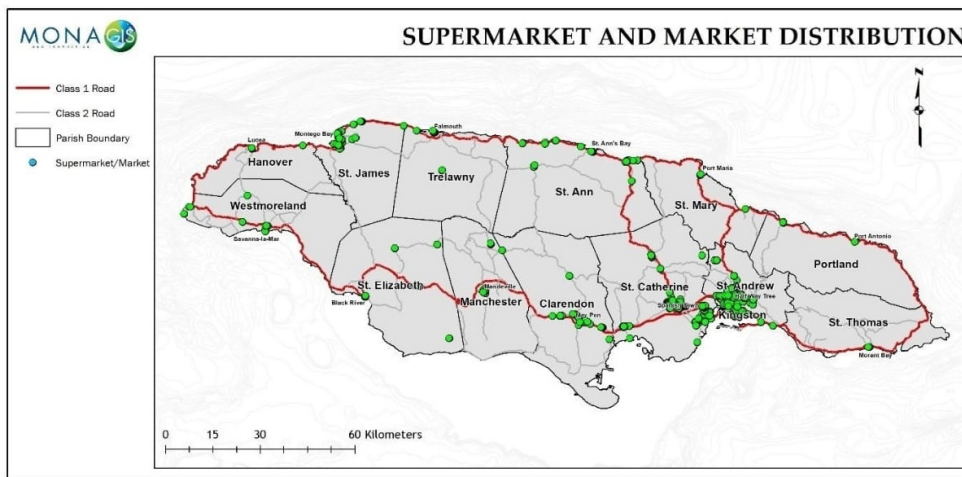 MONA GIS
SUPERMARKET AND MARKET DISTRIBUTION
Class 1 Road
Class 2 Road
Parish Boundary
Supermarket/Market
N
Lucea
Montego Bay
Falmouth
St. Ann's Bay
Port Maria
Hanover
St. James
Trelawny
St. Ann
St. Mary
Westmoreland
Savanna-la-Mar
Port Antonio
Portland
St. Elizabeth
Black River
Mandeville
Manchester
Clarendon
May Pen
St. Catherine
St. Andrew
Kingston
St. Thomas
Morant Bay
0 15 30 60 Kilometers